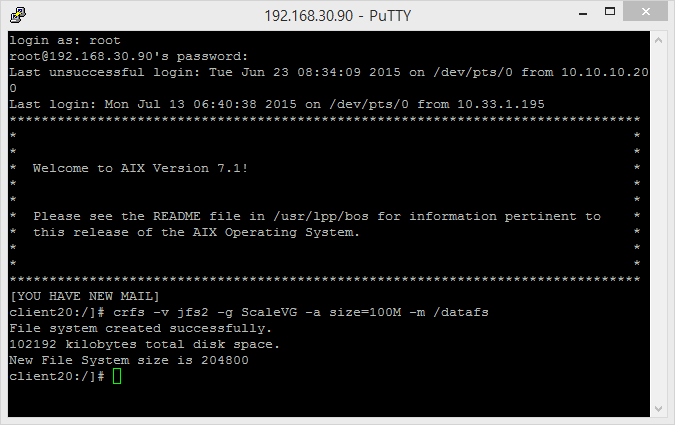 192.168.30.90 - PuTTY
login as: root
root@192.168.30.90's password:
Last unsuccessful login: Tue Jun 23 08:34:09 2015 on /dev/pts/0 from 10.10.10.20
0
Last login: Mon Jul 13 06:40:38 2015 on /dev/pts/0 from 10.33.1.195
*******************************************************************************
*                                                                             *
*                                                                             *
*  Welcome to AIX Version 7.1!                                                *
*                                                                             *
*                                                                             *
*  Please see the README file in /usr/lpp/bos for information pertinent to    *
*  this release of the AIX Operating System.                                  *
*                                                                             *
*                                                                             *
*******************************************************************************
[YOU HAVE NEW MAIL]
client20:/]# crfs -v jfs2 -g ScaleVG -a size=100M -m /datafs
File system created successfully.
102192 kilobytes total disk space.
New File System size is 204800
client20:/]#